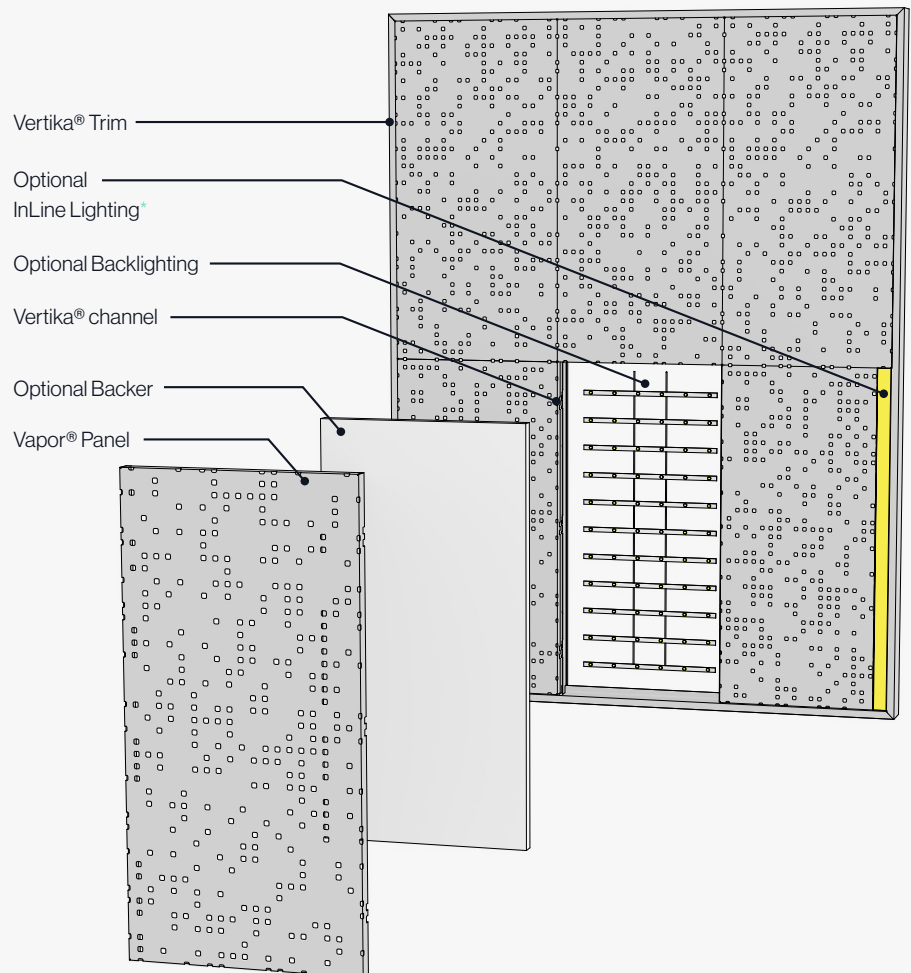 Vertika® Trim
Optional
InLine Lighting*
Optional Backlighting
Vertika® channel
Optional Backer
Vapor® Panel